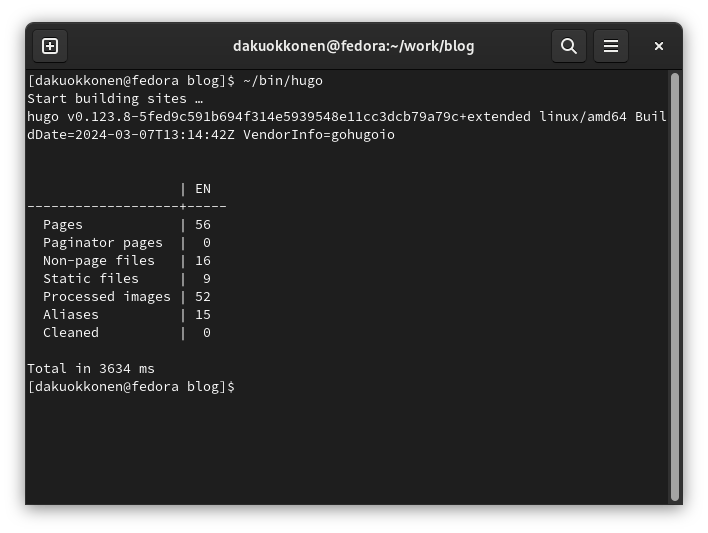 dakuokkonen@fedora:~/work/blog
[dakuokkonen@fedora blog]$ ~/bin/hugo
Start building sites …
hugo v0.123.8-5fed9c591b694f314e5939548e11cc3dcb79a79c+extended linux/amd64 Buil
dDate=2024-03-07T13:14:42Z VendorInfo=gohugoio
                   | EN
-------------------+-----
  Pages            | 56
  Paginator pages  |  0
  Non-page files   | 16
  Static files     |  9
  Processed images | 52
  Aliases          | 15
  Cleaned          |  0
Total in 3634 ms
[dakuokkonen@fedora blog]$